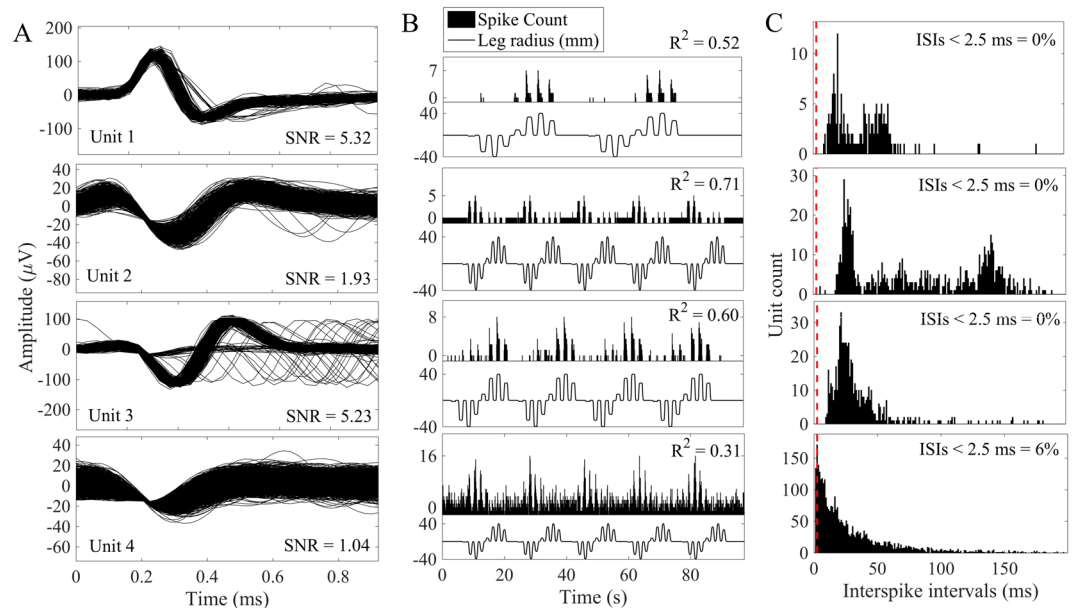 A
200
100
0
-100
Unit 1
SNR = 5.32
40
20
0
-20
-40
-60
-80
Unit 2
SNR = 1.93
100
0
-100
-200
Unit 3
SNR = 5.23
40
20
0
-20
-40
-60
Unit 4
SNR = 1.04
0.0 0.2 0.4 0.6 0.8
Time (ms)
Amplitude (μV)
B
Spike Count
Leg radius (mm)
R² = 0.52
7
0
40
-40
R² = 0.71
5
0
40
-40
R² = 0.60
8
0
40
-40
R² = 0.31
16
0
40
-40
0 20 40 60 80
Time (s)
C
ISIs < 2.5 ms = 0%
10
5
0
ISIs < 2.5 ms = 0%
30
20
10
0
ISIs < 2.5 ms = 0%
30
20
10
0
ISIs < 2.5 ms = 6%
150
100
50
0
0 50 100 150
Interspike intervals (ms)
Unit count